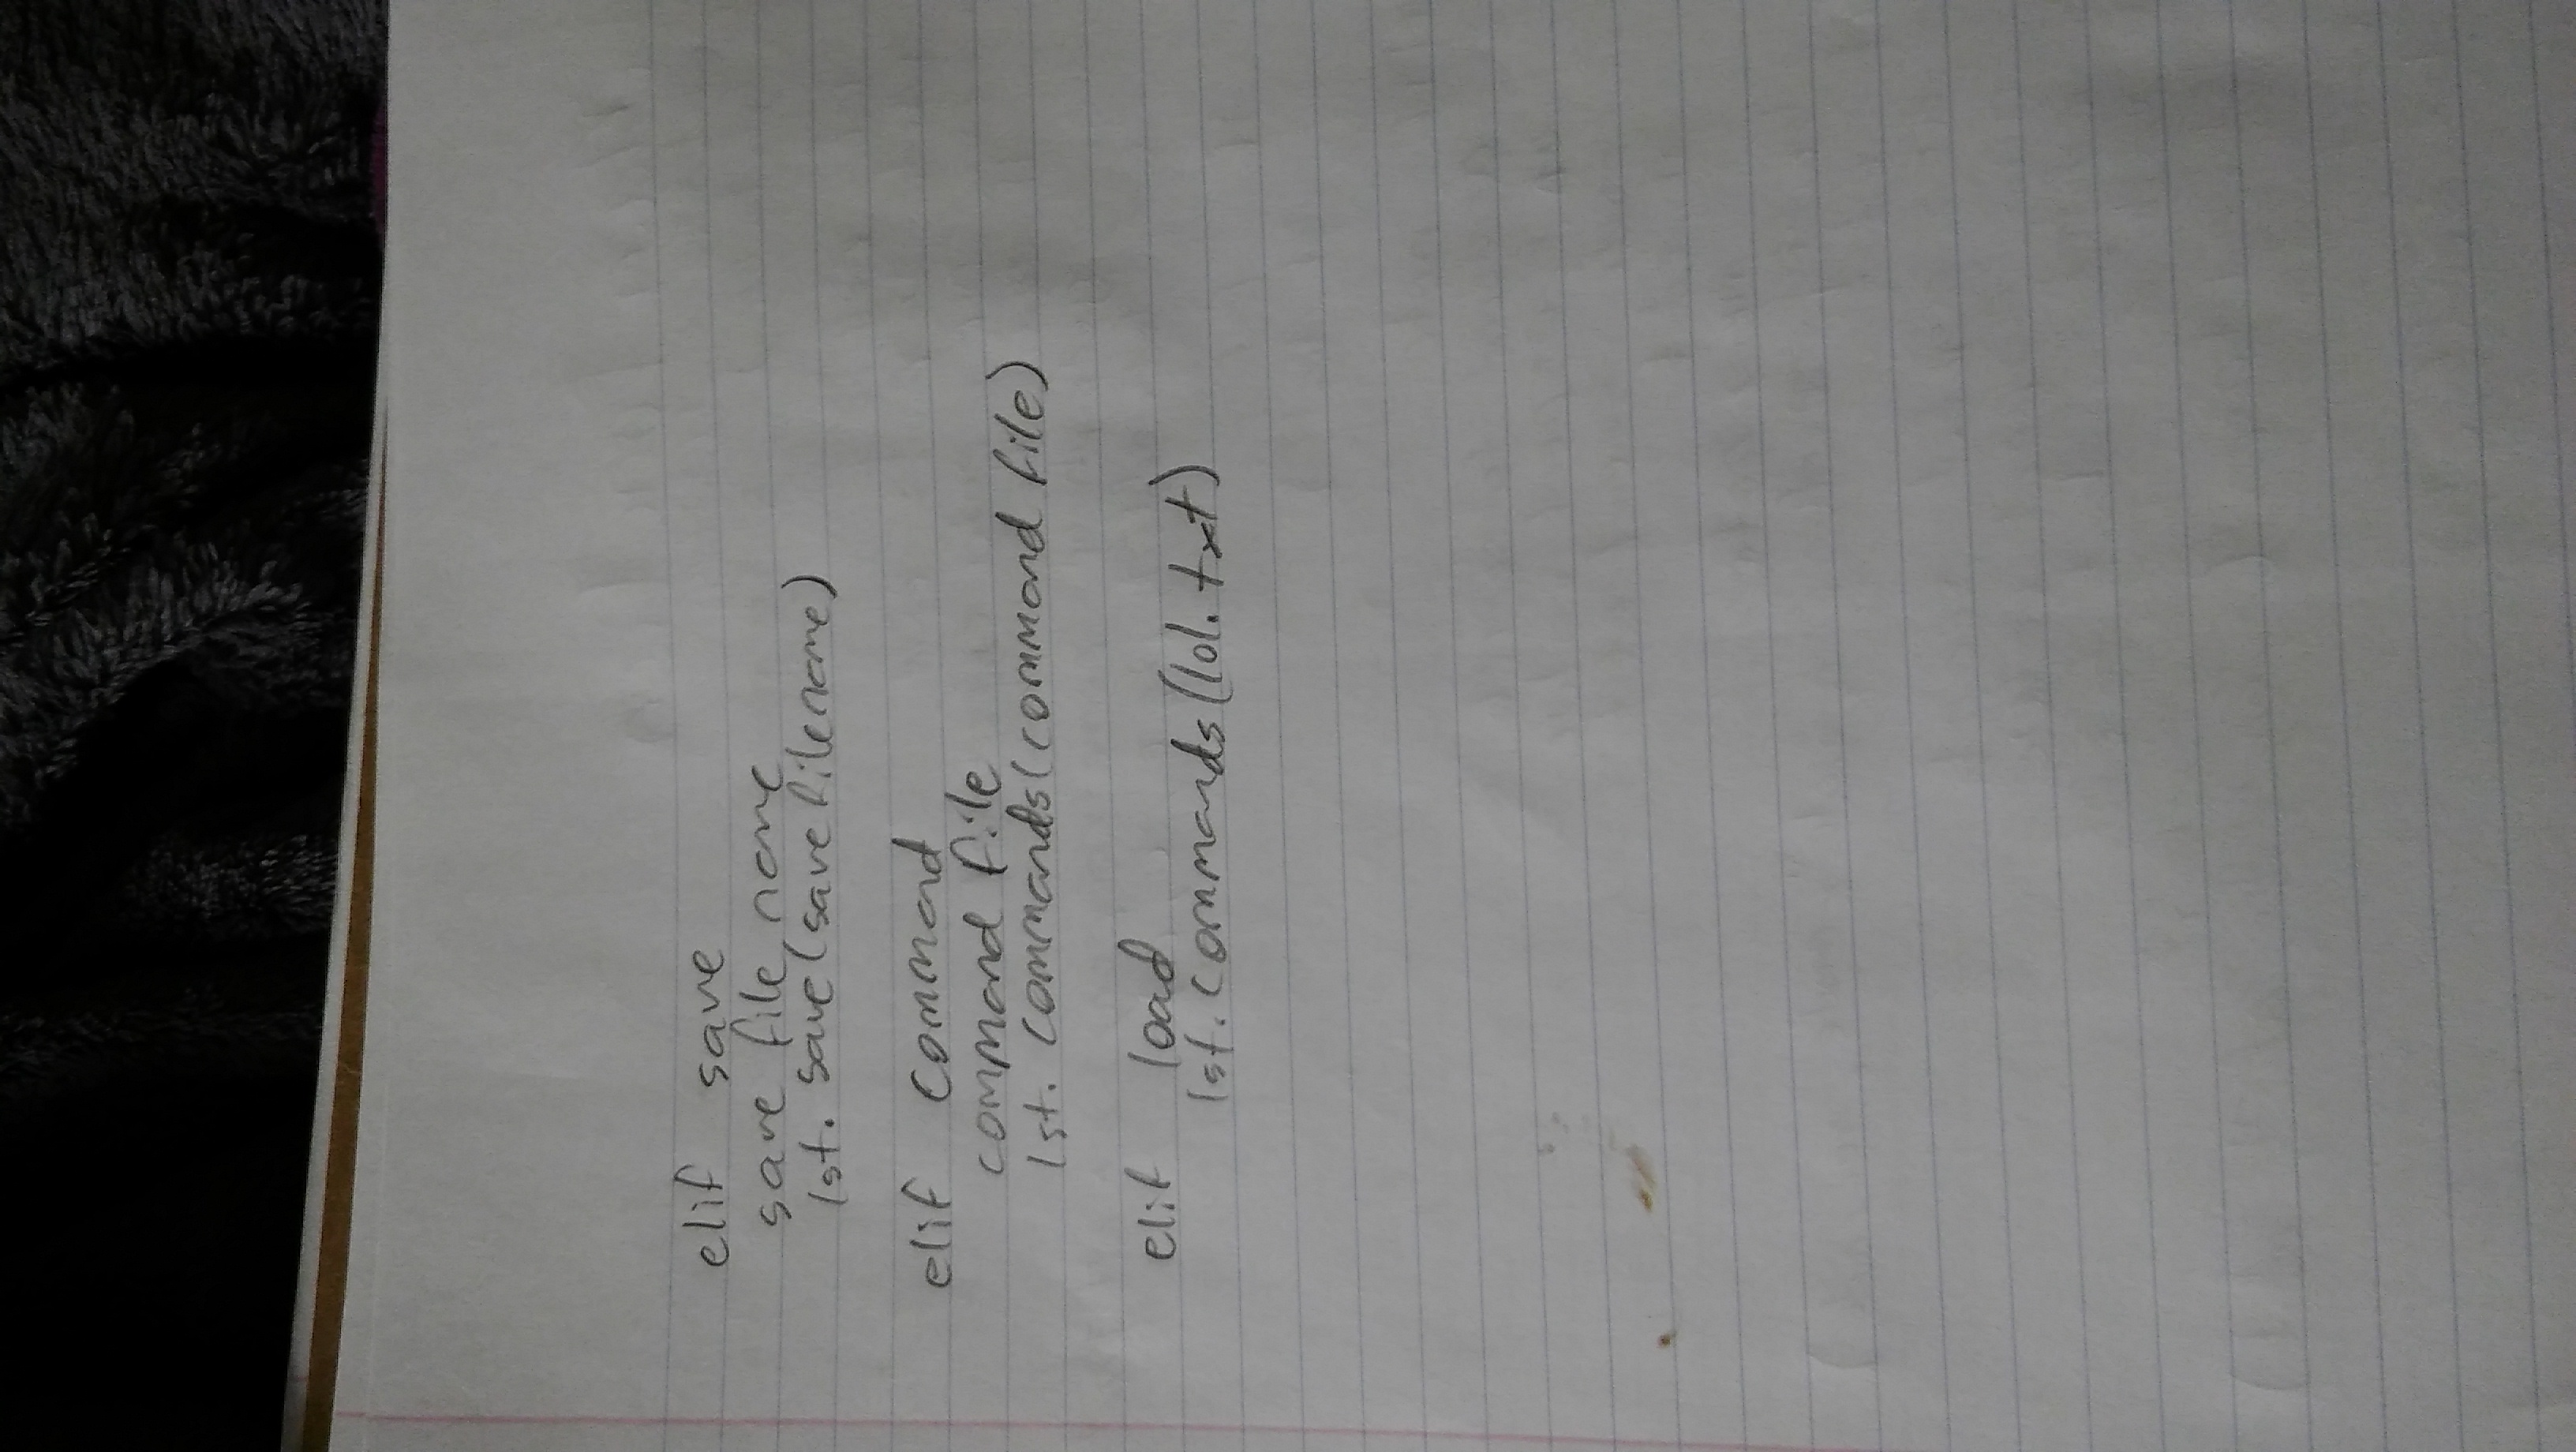 elif save
save file name
lst. save (save filename)
elif command
command file
lst. commands (command file)
elif load
lst. commands (lol.txt)